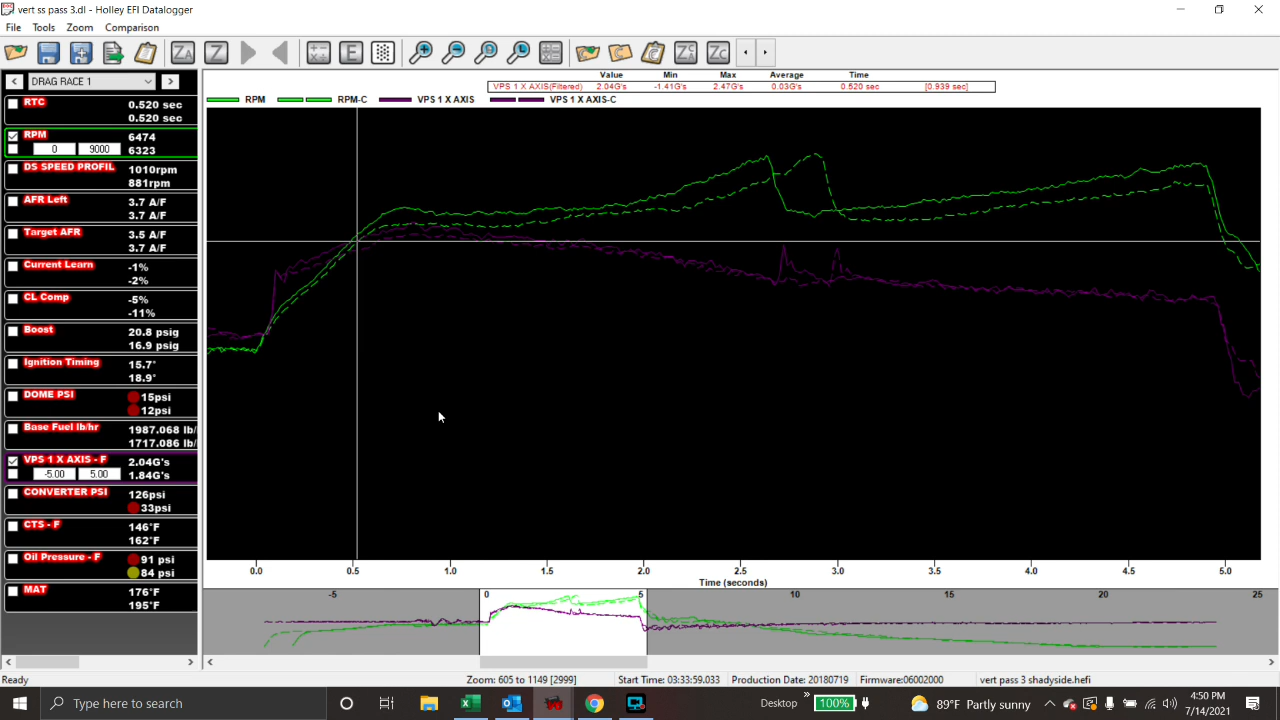 vert ss pass 3.dl - Holley EFI Datalogger
File Tools Zoom Comparison
DRAG RACE 1
Value Min Max Average Time
VPS 1 X AXIS(Filtered) 2.04G's -1.41G's 2.47G's 0.03G's 0.520 sec [0.939 sec]
RPM RPM-C VPS 1 X AXIS VPS 1 X AXIS-C
RTC 0.520 sec
0.520 sec
RPM 6474
0 9000 6323
DS SPEED PROFIL 1010rpm
881rpm
AFR Left 3.7 A/F
3.7 A/F
Target AFR 3.5 A/F
3.7 A/F
Current Learn -1%
-2%
CL Comp -5%
-11%
Boost 20.8 psig
16.9 psig
Ignition Timing 15.7°
18.9°
DOME PSI 15psi
12psi
Base Fuel lb/hr 1987.068 lb/
1717.086 lb/
VPS 1 X AXIS - F 2.04G's
-5.00 5.00 1.84G's
CONVERTER PSI 126psi
33psi
CTS - F 146°F
162°F
Oil Pressure - F 91 psi
84 psi
MAT 176°F
195°F
0.0 0.5 1.0 1.5 2.0 2.5 3.0 3.5 4.0 4.5 5.0
Time (seconds)
-5 0 5 10 15 20 25
Ready Zoom: 605 to 1149 [2999] Start Time: 03:33:59.033 Production Date: 20180719 Firmware:06002000 vert pass 3 shadyside.hefi
Type here to search Desktop 100% 89°F Partly sunny 4:50 PM
7/14/2021